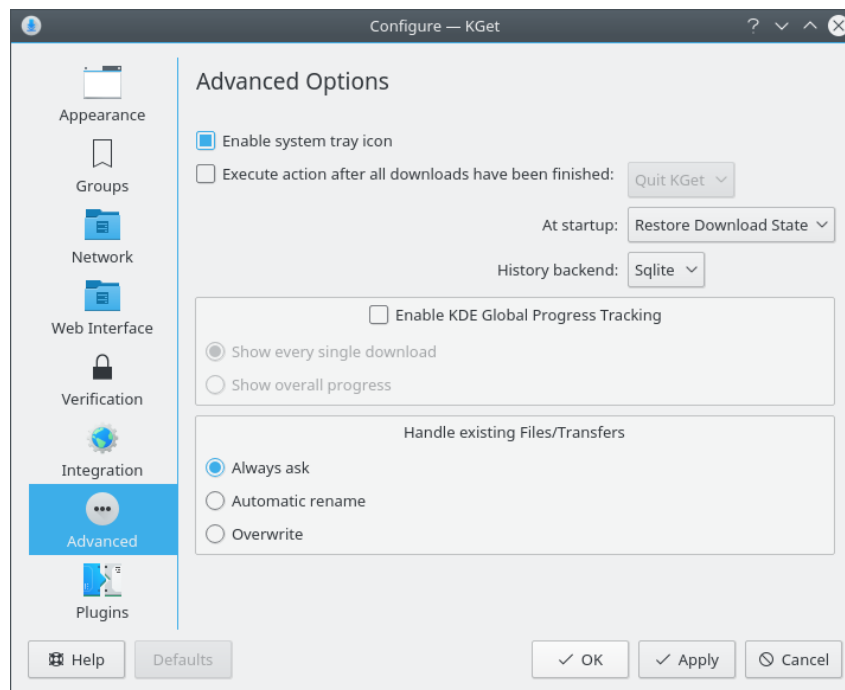 Configure — KGet
Appearance
Groups
Network
Web Interface
Verification
Integration
Advanced
Plugins
Advanced Options
Enable system tray icon
Execute action after all downloads have been finished: Quit KGet
At startup: Restore Download State
History backend: Sqlite
Enable KDE Global Progress Tracking
Show every single download
Show overall progress
Handle existing Files/Transfers
Always ask
Automatic rename
Overwrite
Help Defaults OK Apply Cancel